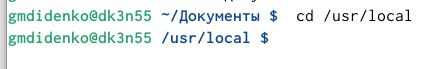 gmdidenko@dk3n55 ~/Документы $ cd /usr/local
gmdidenko@dk3n55 /usr/local $